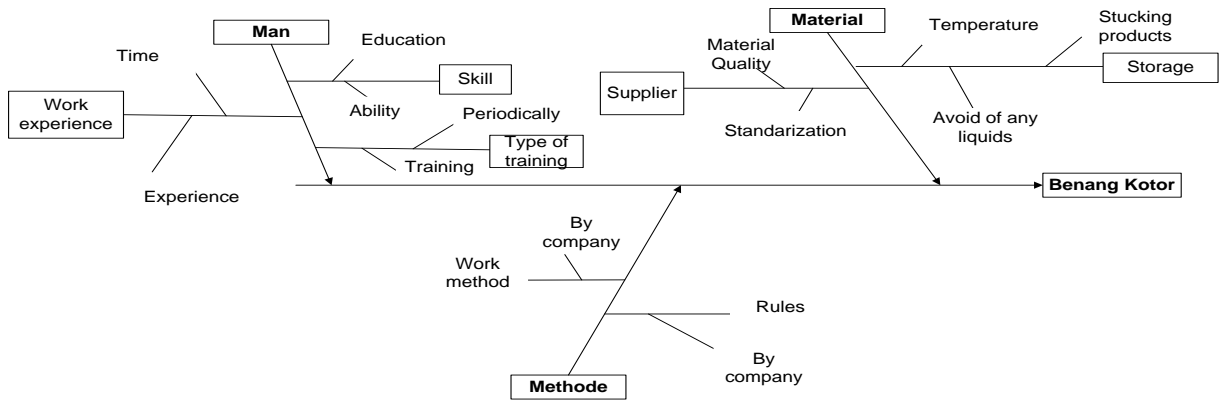 Man
Education
Time
Skill
Work
experience
Ability
Periodically
Type of
training
Training
Experience
Material
Stucking
products
Temperature
Material
Quality
Storage
Supplier
Avoid of any
liquids
Standarization
Benang Kotor
By
company
Work
method
Rules
By
company
Methode